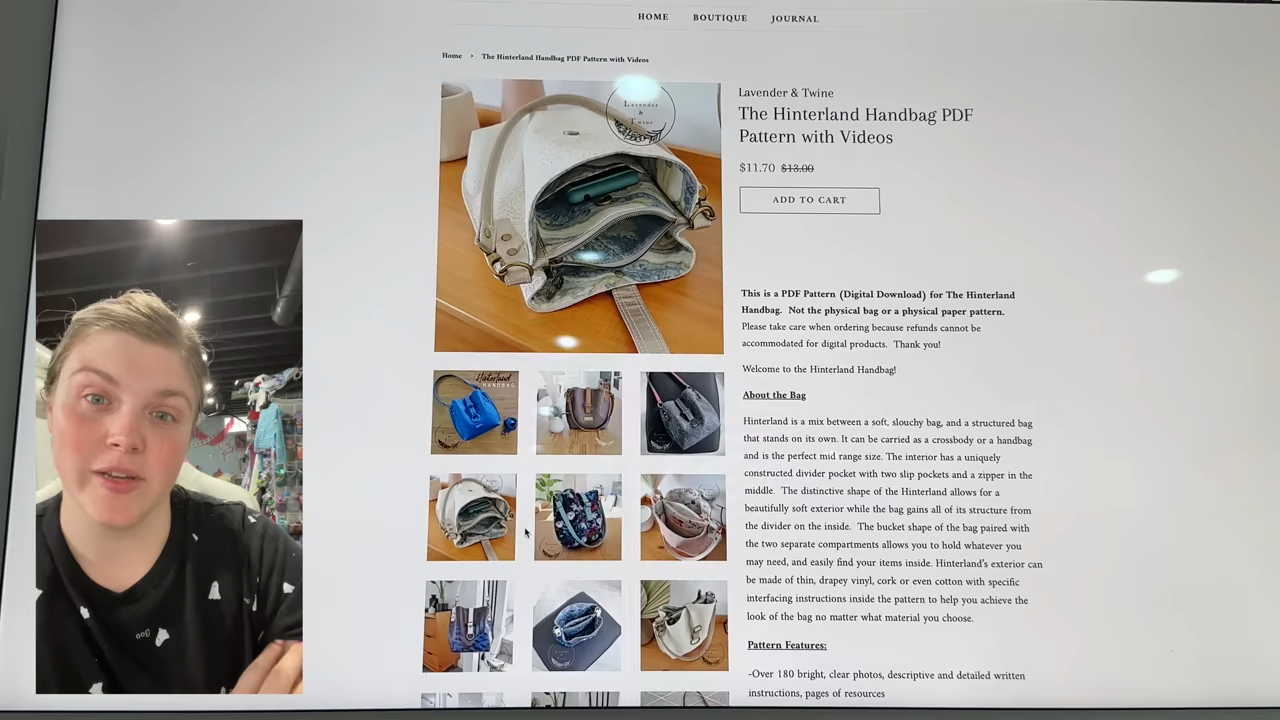 HOME BOUTIQUE JOURNAL
Home > The Hinterland Handbag PDF Pattern with Videos
Lavender
&
Twine
Lavender & Twine
The Hinterland Handbag PDF
Pattern with Videos
$11.70 $13.00
ADD TO CART
This is a PDF Pattern (Digital Download) for The Hinterland
Handbag. Not the physical bag or a physical paper pattern.
Please take care when ordering because refunds cannot be
accommodated for digital products. Thank you!
Welcome to the Hinterland Handbag!
About the Bag
Hinterland is a mix between a soft, slouchy bag, and a structured bag
that stands on its own. It can be carried as a crossbody or a handbag
and is the perfect mid range size. The interior has a uniquely
constructed divider pocket with two slip pockets and a zipper in the
middle. The distinctive shape of the Hinterland allows for a
beautifully soft exterior while the bag gains all of its structure from
the divider on the inside. The bucket shape of the bag paired with
the two separate compartments allows you to hold whatever you
may need, and easily find your items inside. Hinterland's exterior can
be made of thin, drapey vinyl, cork or even cotton with specific
interfacing instructions inside the pattern to help you achieve the
look of the bag no matter what material you choose.
Pattern Features:
-Over 180 bright, clear photos, descriptive and detailed written
instructions, pages of resources
Hinterland
HANDBAG